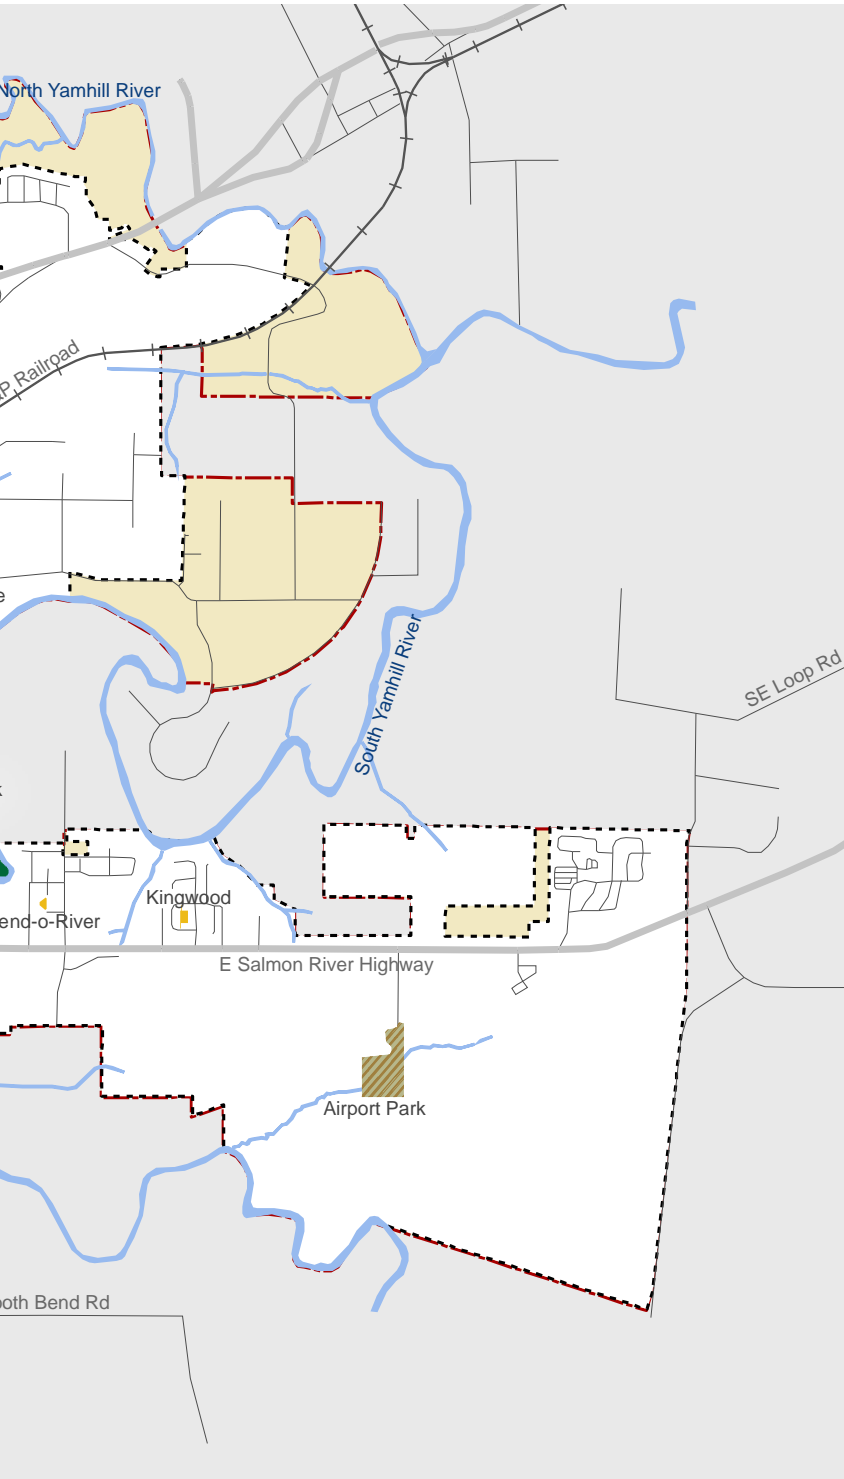 North Yamhill River
P Railroad
e
South Yamhill River
SE Loop Rd
k
Kingwood
end-o-River
E Salmon River Highway
Airport Park
ooth Bend Rd